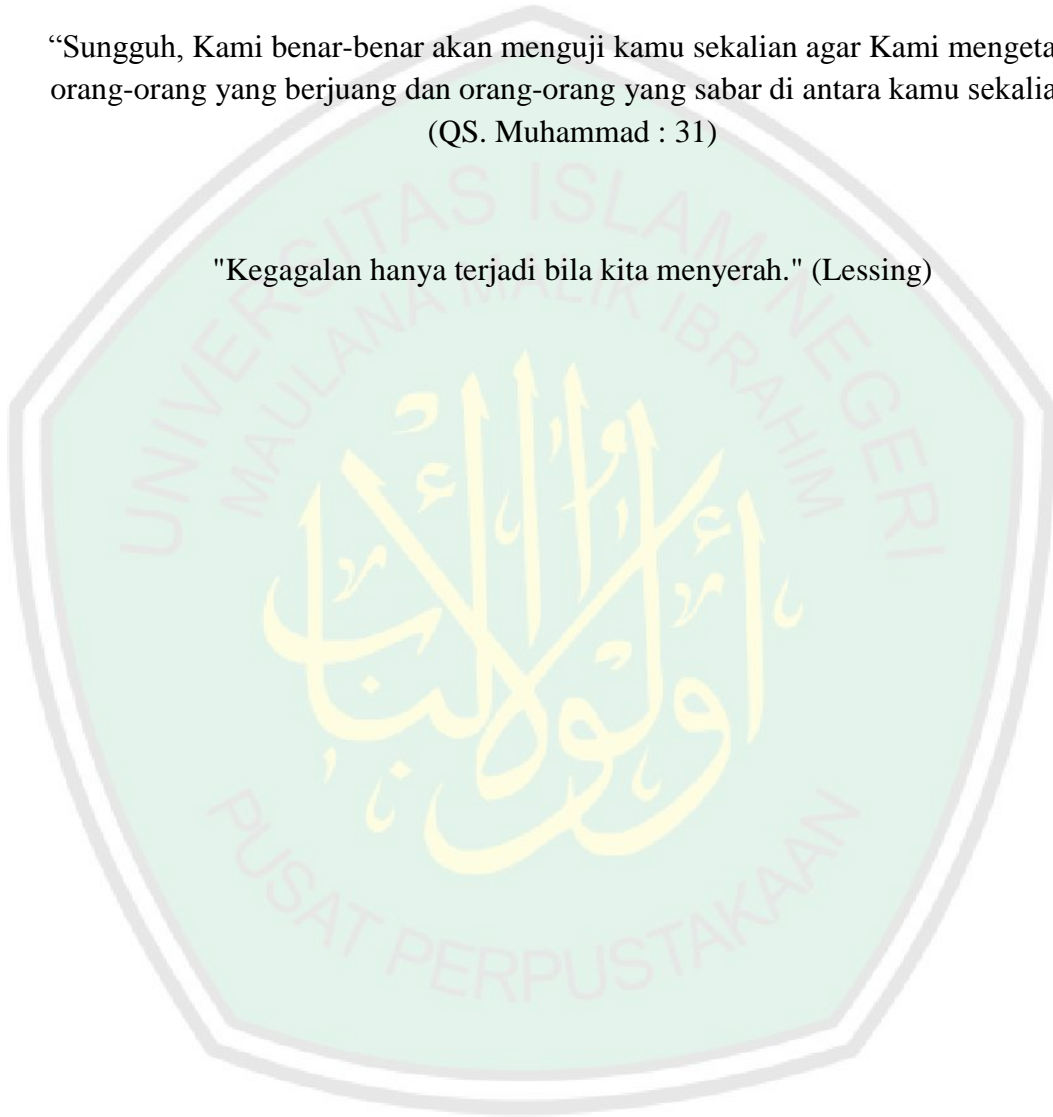 “Sungguh, Kami benar-benar akan menguji kamu sekalian agar Kami mengeta
orang-orang yang berjuang dan orang-orang yang sabar di antara kamu sekalia
(QS. Muhammad : 31)
"Kegagalan hanya terjadi bila kita menyerah." (Lessing)
UNIVERSITAS ISLAM NEGERI
MAULANA MALIK IBRAHIM
أولوا الألباب
PUSAT PERPUSTAKAAN